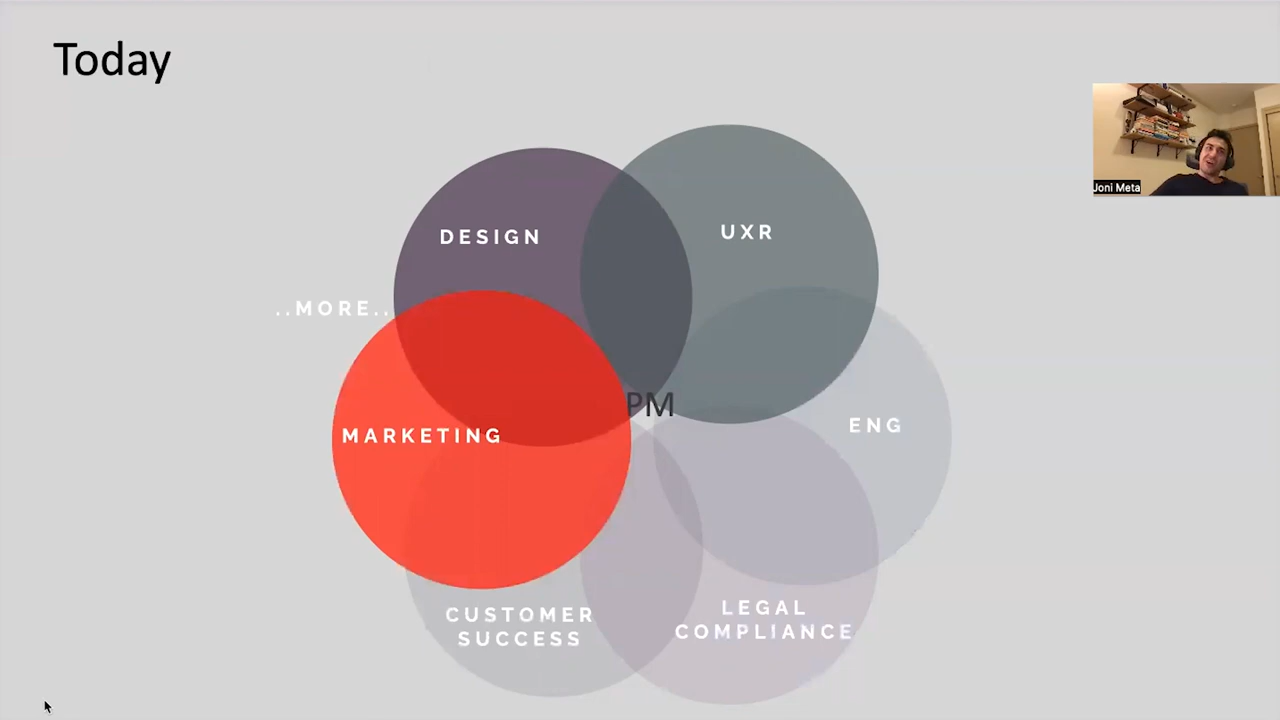 Today
DESIGN
UXR
..MORE..
PM
MARKETING
ENG
CUSTOMER
SUCCESS
LEGAL
COMPLIANCE
Joni Meta